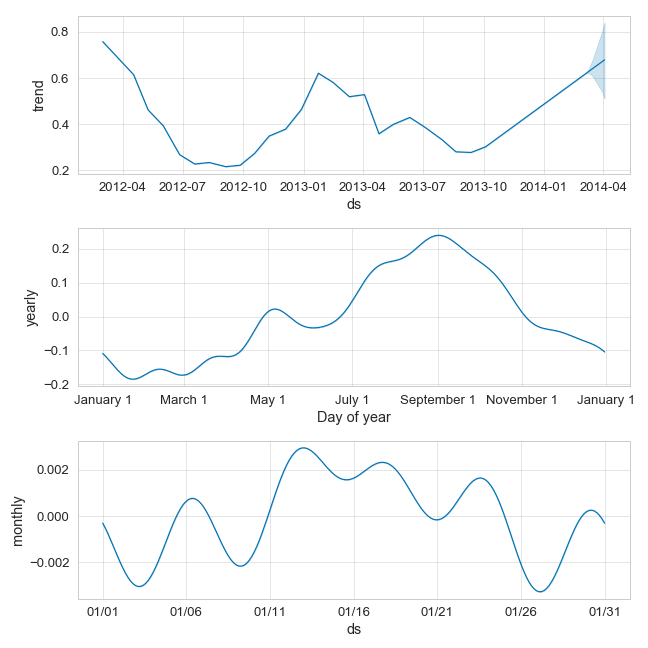 0.8
0.6
0.4
0.2
trend
2012-04 2012-07 2012-10 2013-01 2013-04 2013-07 2013-10 2014-01 2014-04
ds
0.2
0.1
0.0
−0.1
−0.2
yearly
January 1 March 1 May 1 July 1 September 1 November 1 January 1
Day of year
0.002
0.000
−0.002
monthly
01/01 01/06 01/11 01/16 01/21 01/26 01/31
ds